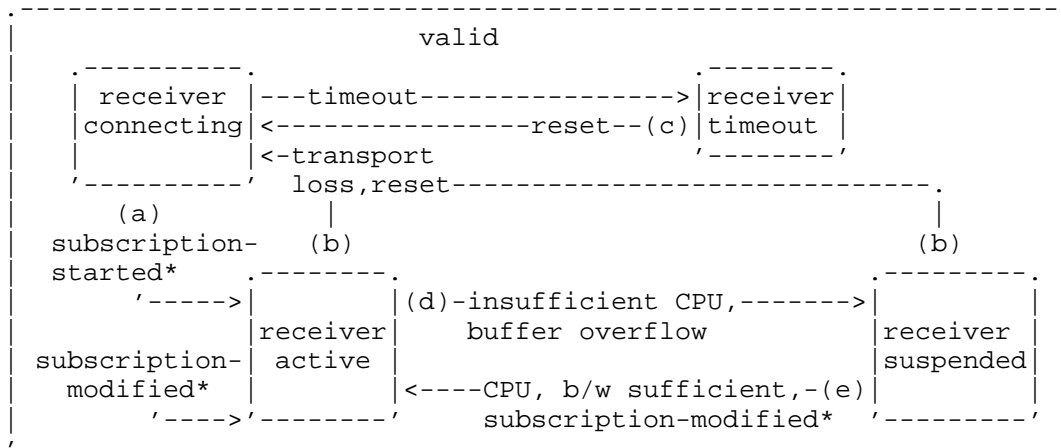 .-----------------------------------------------------------------
| valid
| .----------. .--------.
| | receiver |---timeout---------------->|receiver|
| |connecting|<----------------reset--(c)|timeout |
| | |<-transport '--------'
| '----------' loss,reset------------------------------.
| (a) | |
| subscription- (b) (b)
| started* .--------. .---------.
| '----->| |(d)-insufficient CPU,------->| |
| |receiver| buffer overflow |receiver |
| subscription-| active | |suspended|
| modified* | |<----CPU, b/w sufficient,-(e)| |
| '---->'--------' subscription-modified* '---------'